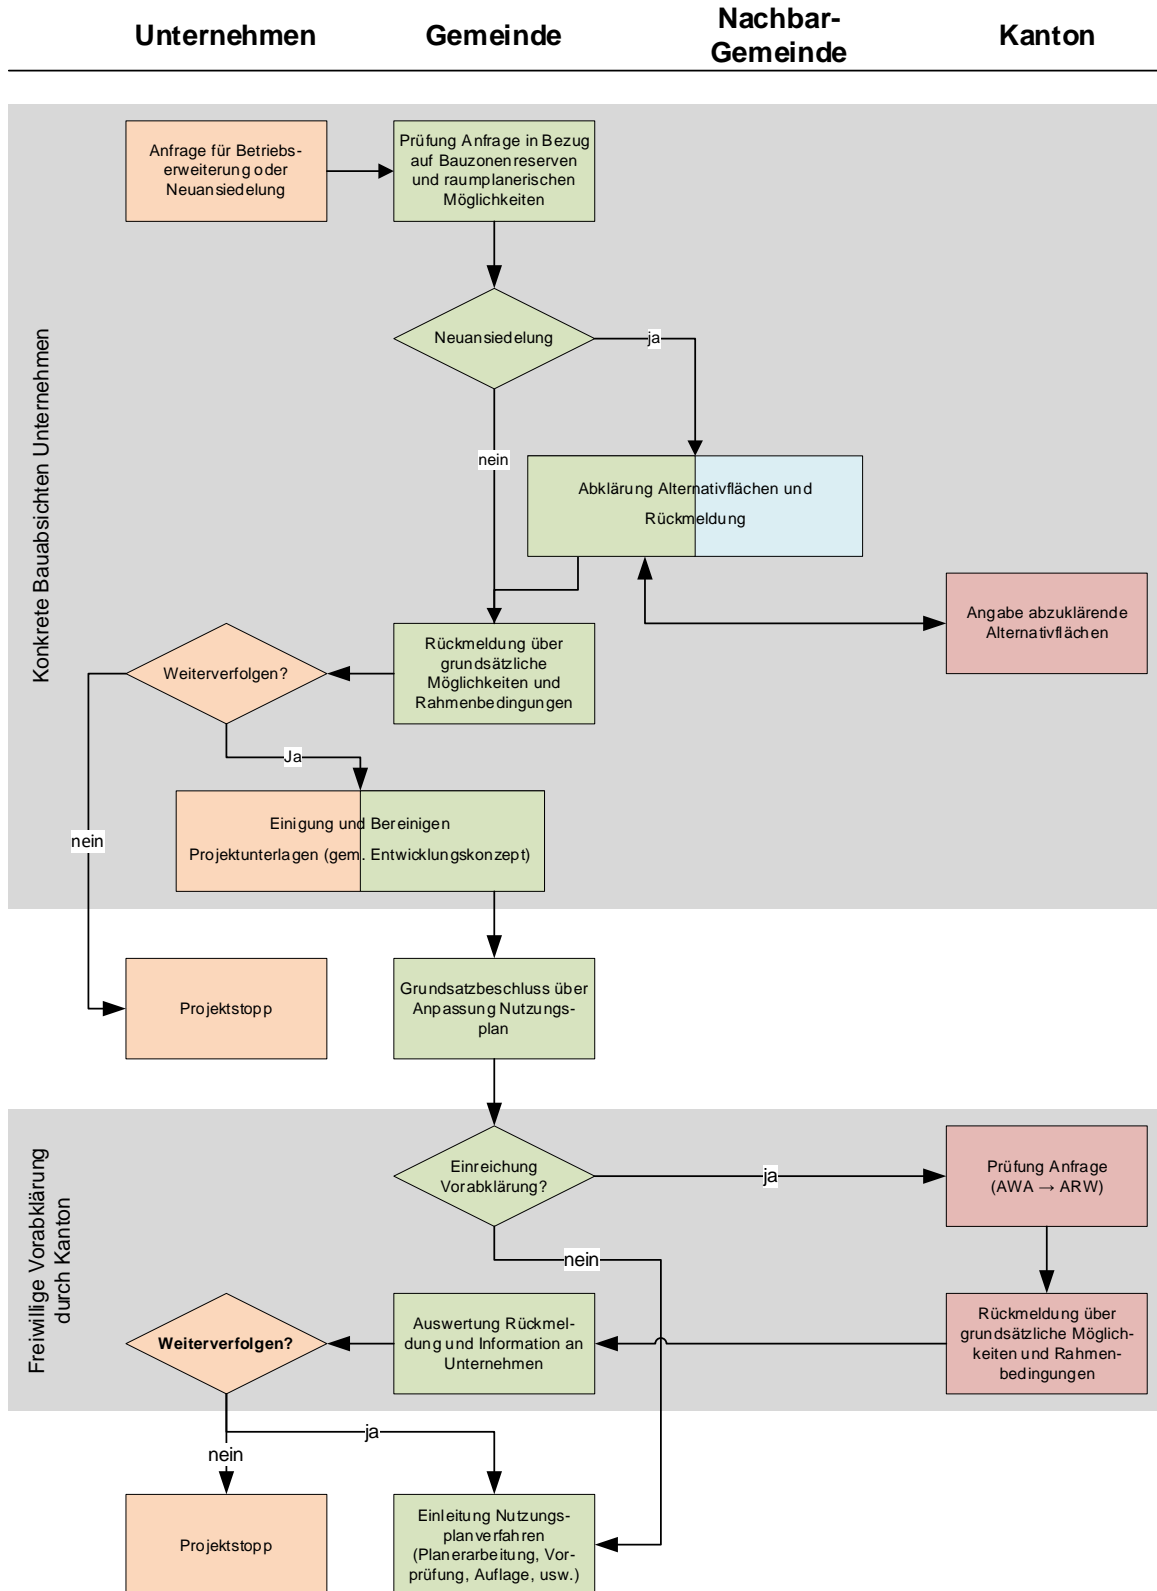 Unternehmen
Gemeinde
Nachbar-
Gemeinde
Kanton
Konkrete Bauabsichten Unternehmen
Anfrage für Betriebs-
erweiterung oder
Neuansiedelung
Prüfung Anfrage in Bezug
auf Bauzonenreserven
und raumplanerischen
Möglichkeiten
Neuansiedelung
ja
nein
Abklärung Alternativflächen und
Rückmeldung
Angabe abzuklärende
Alternativflächen
Rückmeldung über
grundsätzliche
Möglichkeiten und
Rahmenbedingungen
Weiterverfolgen?
Ja
nein
Einigung und Bereinigen
Projektunterlagen (gem. Entwicklungskonzept)
Projektstopp
Grundsatzbeschluss über
Anpassung Nutzungs-
plan
Freiwillige Vorabklärung
durch Kanton
Einreichung
Vorabklärung?
ja
Prüfung Anfrage
(AWA → ARW)
nein
Rückmeldung über
grundsätzliche Möglich-
keiten und Rahmen-
bedingungen
Auswertung Rückmel-
dung und Information an
Unternehmen
Weiterverfolgen?
ja
nein
Projektstopp
Einleitung Nutzungs-
planverfahren
(Planerarbeitung, Vor-
prüfung, Auflage, usw.)